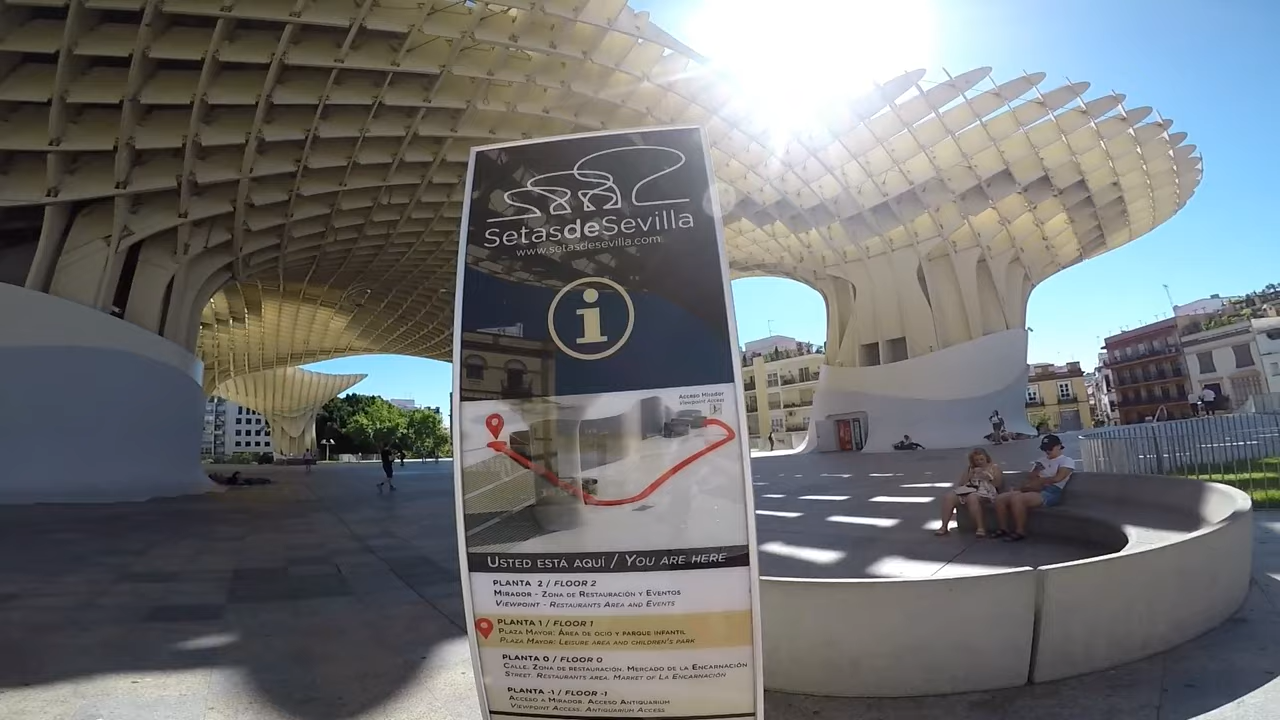 SetasdeSevilla
www.setasdesevilla.com
i
Acceso Mirador
Viewpoint Access
USTED ESTÁ AQUÍ / YOU ARE HERE
PLANTA 2 / FLOOR 2
MIRADOR - ZONA DE RESTAURACIÓN Y EVENTOS
VIEWPOINT - RESTAURANTS AREA AND EVENTS
PLANTA 1 / FLOOR 1
PLAZA MAYOR: ÁREA DE OCIO Y PARQUE INFANTIL
PLAZA MAYOR: LEISURE AREA AND CHILDREN'S PARK
PLANTA 0 / FLOOR 0
CALLE. ZONA DE RESTAURACIÓN. MERCADO DE LA ENCARNACIÓN
STREET. RESTAURANTS AREA. MARKET OF LA ENCARNACIÓN
PLANTA -1 / FLOOR -1
ACCESO A MIRADOR. ACCESO ANTIQUARIUM
VIEWPOINT ACCESS. ANTIQUARIUM ACCESS